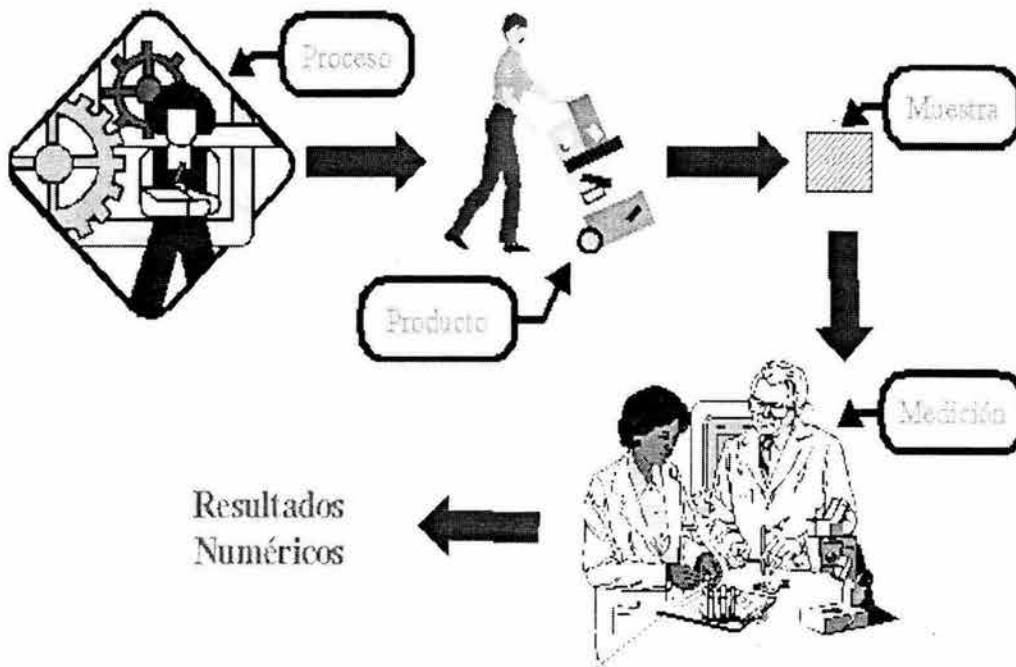 Proceso
Muestra
Producto
Medición
Resultados
Numéricos